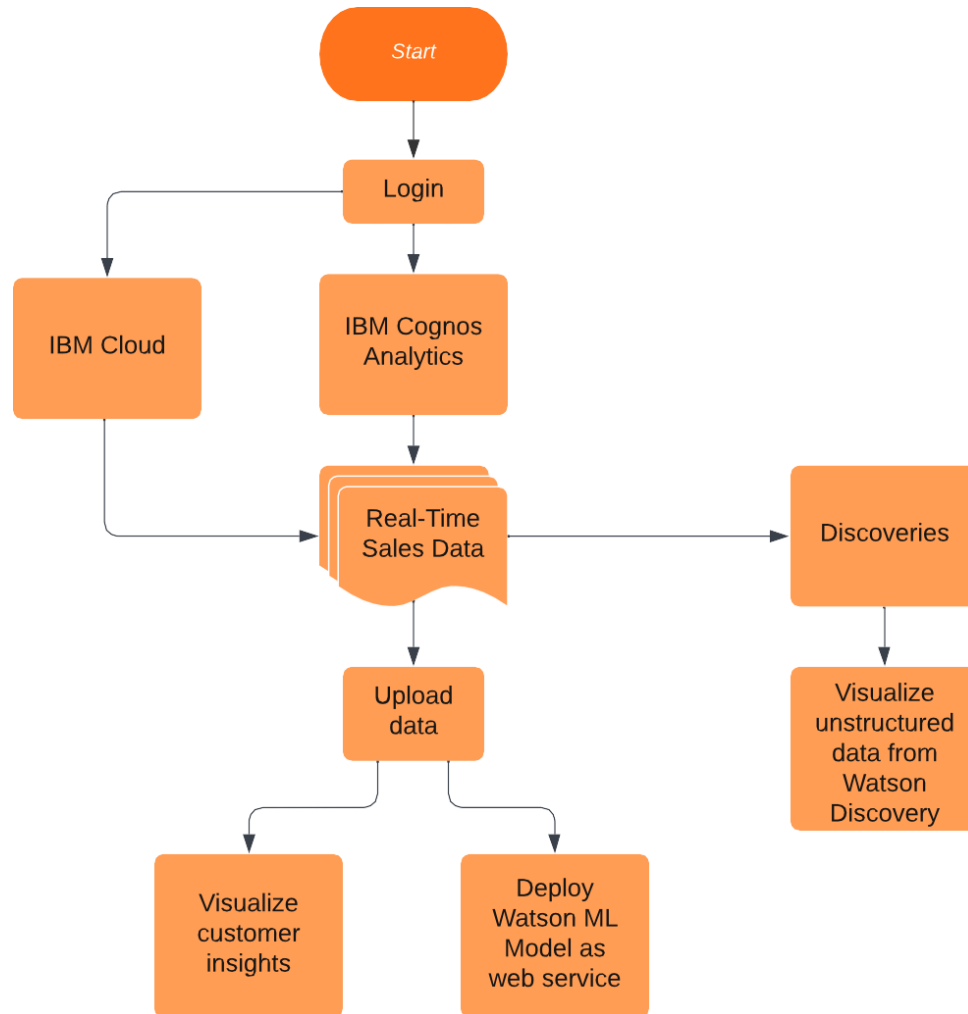 Start
Login
IBM Cloud
IBM Cognos
Analytics
Real-Time
Sales Data
Discoveries
Upload
data
Visualize
unstructured
data from
Watson
Discovery
Visualize
customer
insights
Deploy
Watson ML
Model as
web service